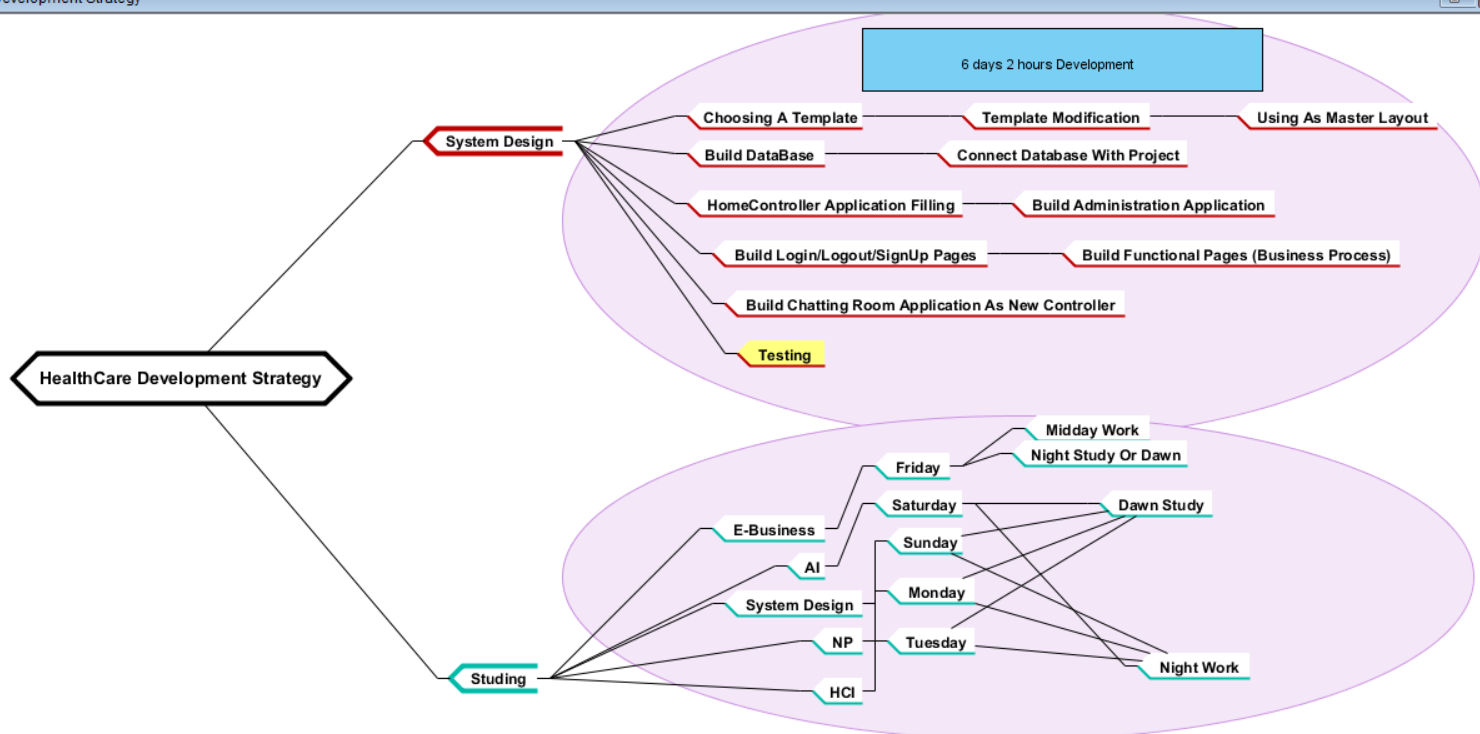 Development Strategy
6 days 2 hours Development
Choosing A Template
Template Modification
Using As Master Layout
System Design
Build DataBase
Connect Database With Project
HomeController Application Filling
Build Administration Application
Build Login/Logout/SignUp Pages
Build Functional Pages (Business Process)
Build Chatting Room Application As New Controller
Testing
HealthCare Development Strategy
Midday Work
Night Study Or Dawn
Friday
Saturday
Dawn Study
E-Business
Sunday
AI
Monday
System Design
NP
Tuesday
Night Work
Studing
HCI